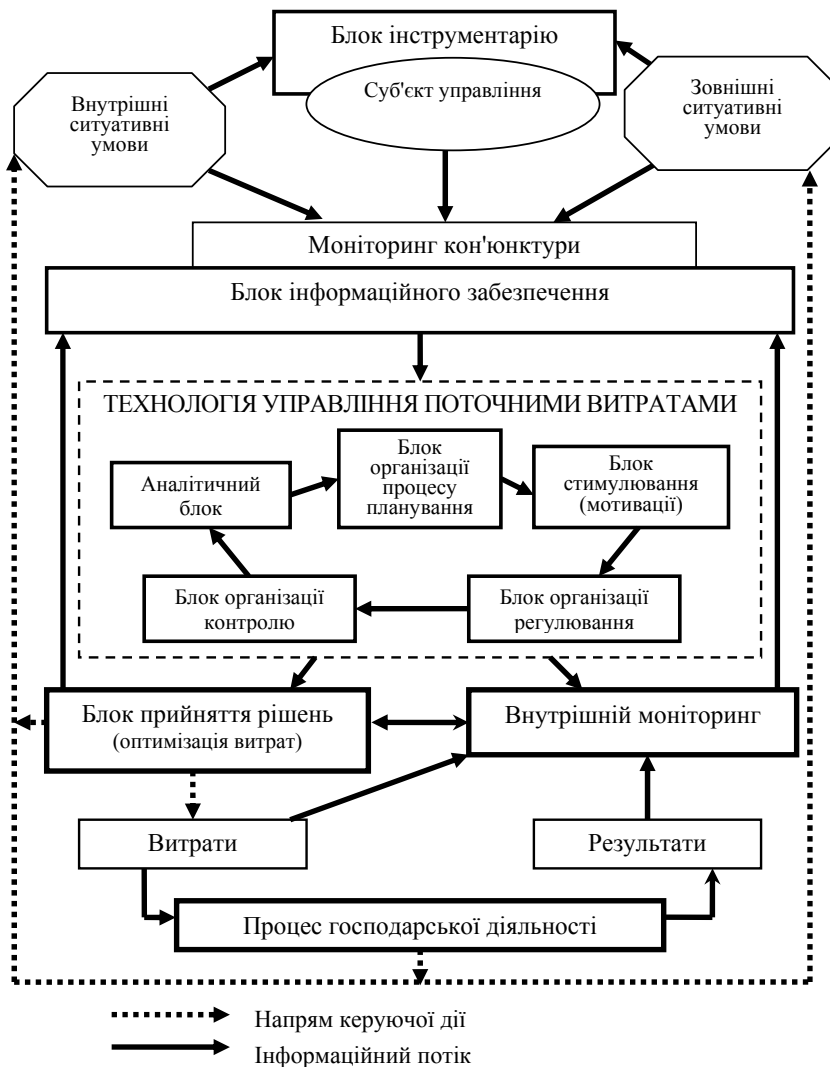 Блок інструментарію
Суб'єкт управління
Внутрішні
ситуативні
умови
Зовнішні
ситуативні
умови
Моніторинг кон'юнктури
Блок інформаційного забезпечення
ТЕХНОЛОГІЯ УПРАВЛІННЯ ПОТОЧНИМИ ВИТРАТАМИ
Аналітичний
блок
Блок
організації
процесу
планування
Блок
стимулювання
(мотивації)
Блок організації
контролю
Блок організації
регулювання
Блок прийняття рішень
(оптимізація витрат)
Внутрішній моніторинг
Витрати
Результати
Процес господарської діяльності
Напрям керуючої дії
Інформаційний потік